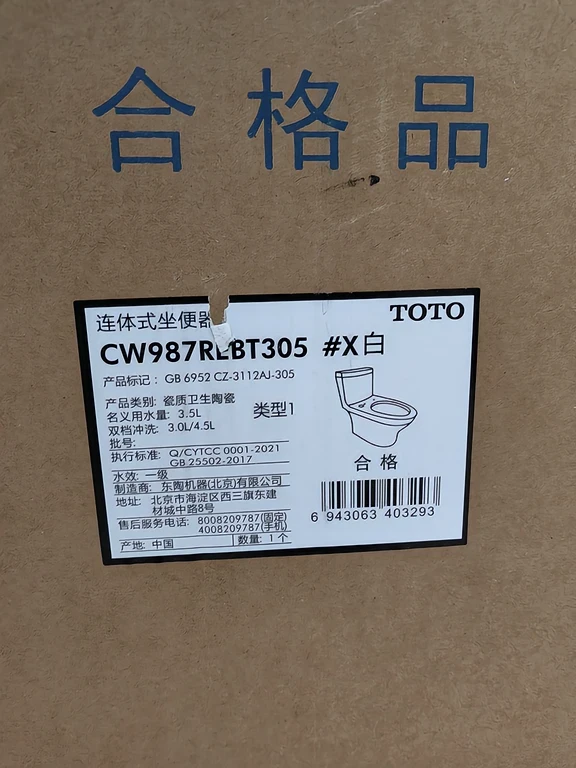 合格品
连体式坐便器
TOTO
CW987RLBT305 #X白
产品标记： GB 6952 CZ-3112AJ-305
产品类别: 瓷质卫生陶瓷
名义用水量: 3.5L
类型1
双档冲洗: 3.0L/4.5L
批号:
执行标准: Q/CYTCC 0001-2021
GB 25502-2017
水效: 一级
合格
制造商: 东陶机器(北京)有限公司
地址: 北京市海淀区西三旗东建
材城中路8号
售后服务电话: 8008209787(固定)
4008209787(手机)
产地: 中国 数量: 1个
6 943063 403293